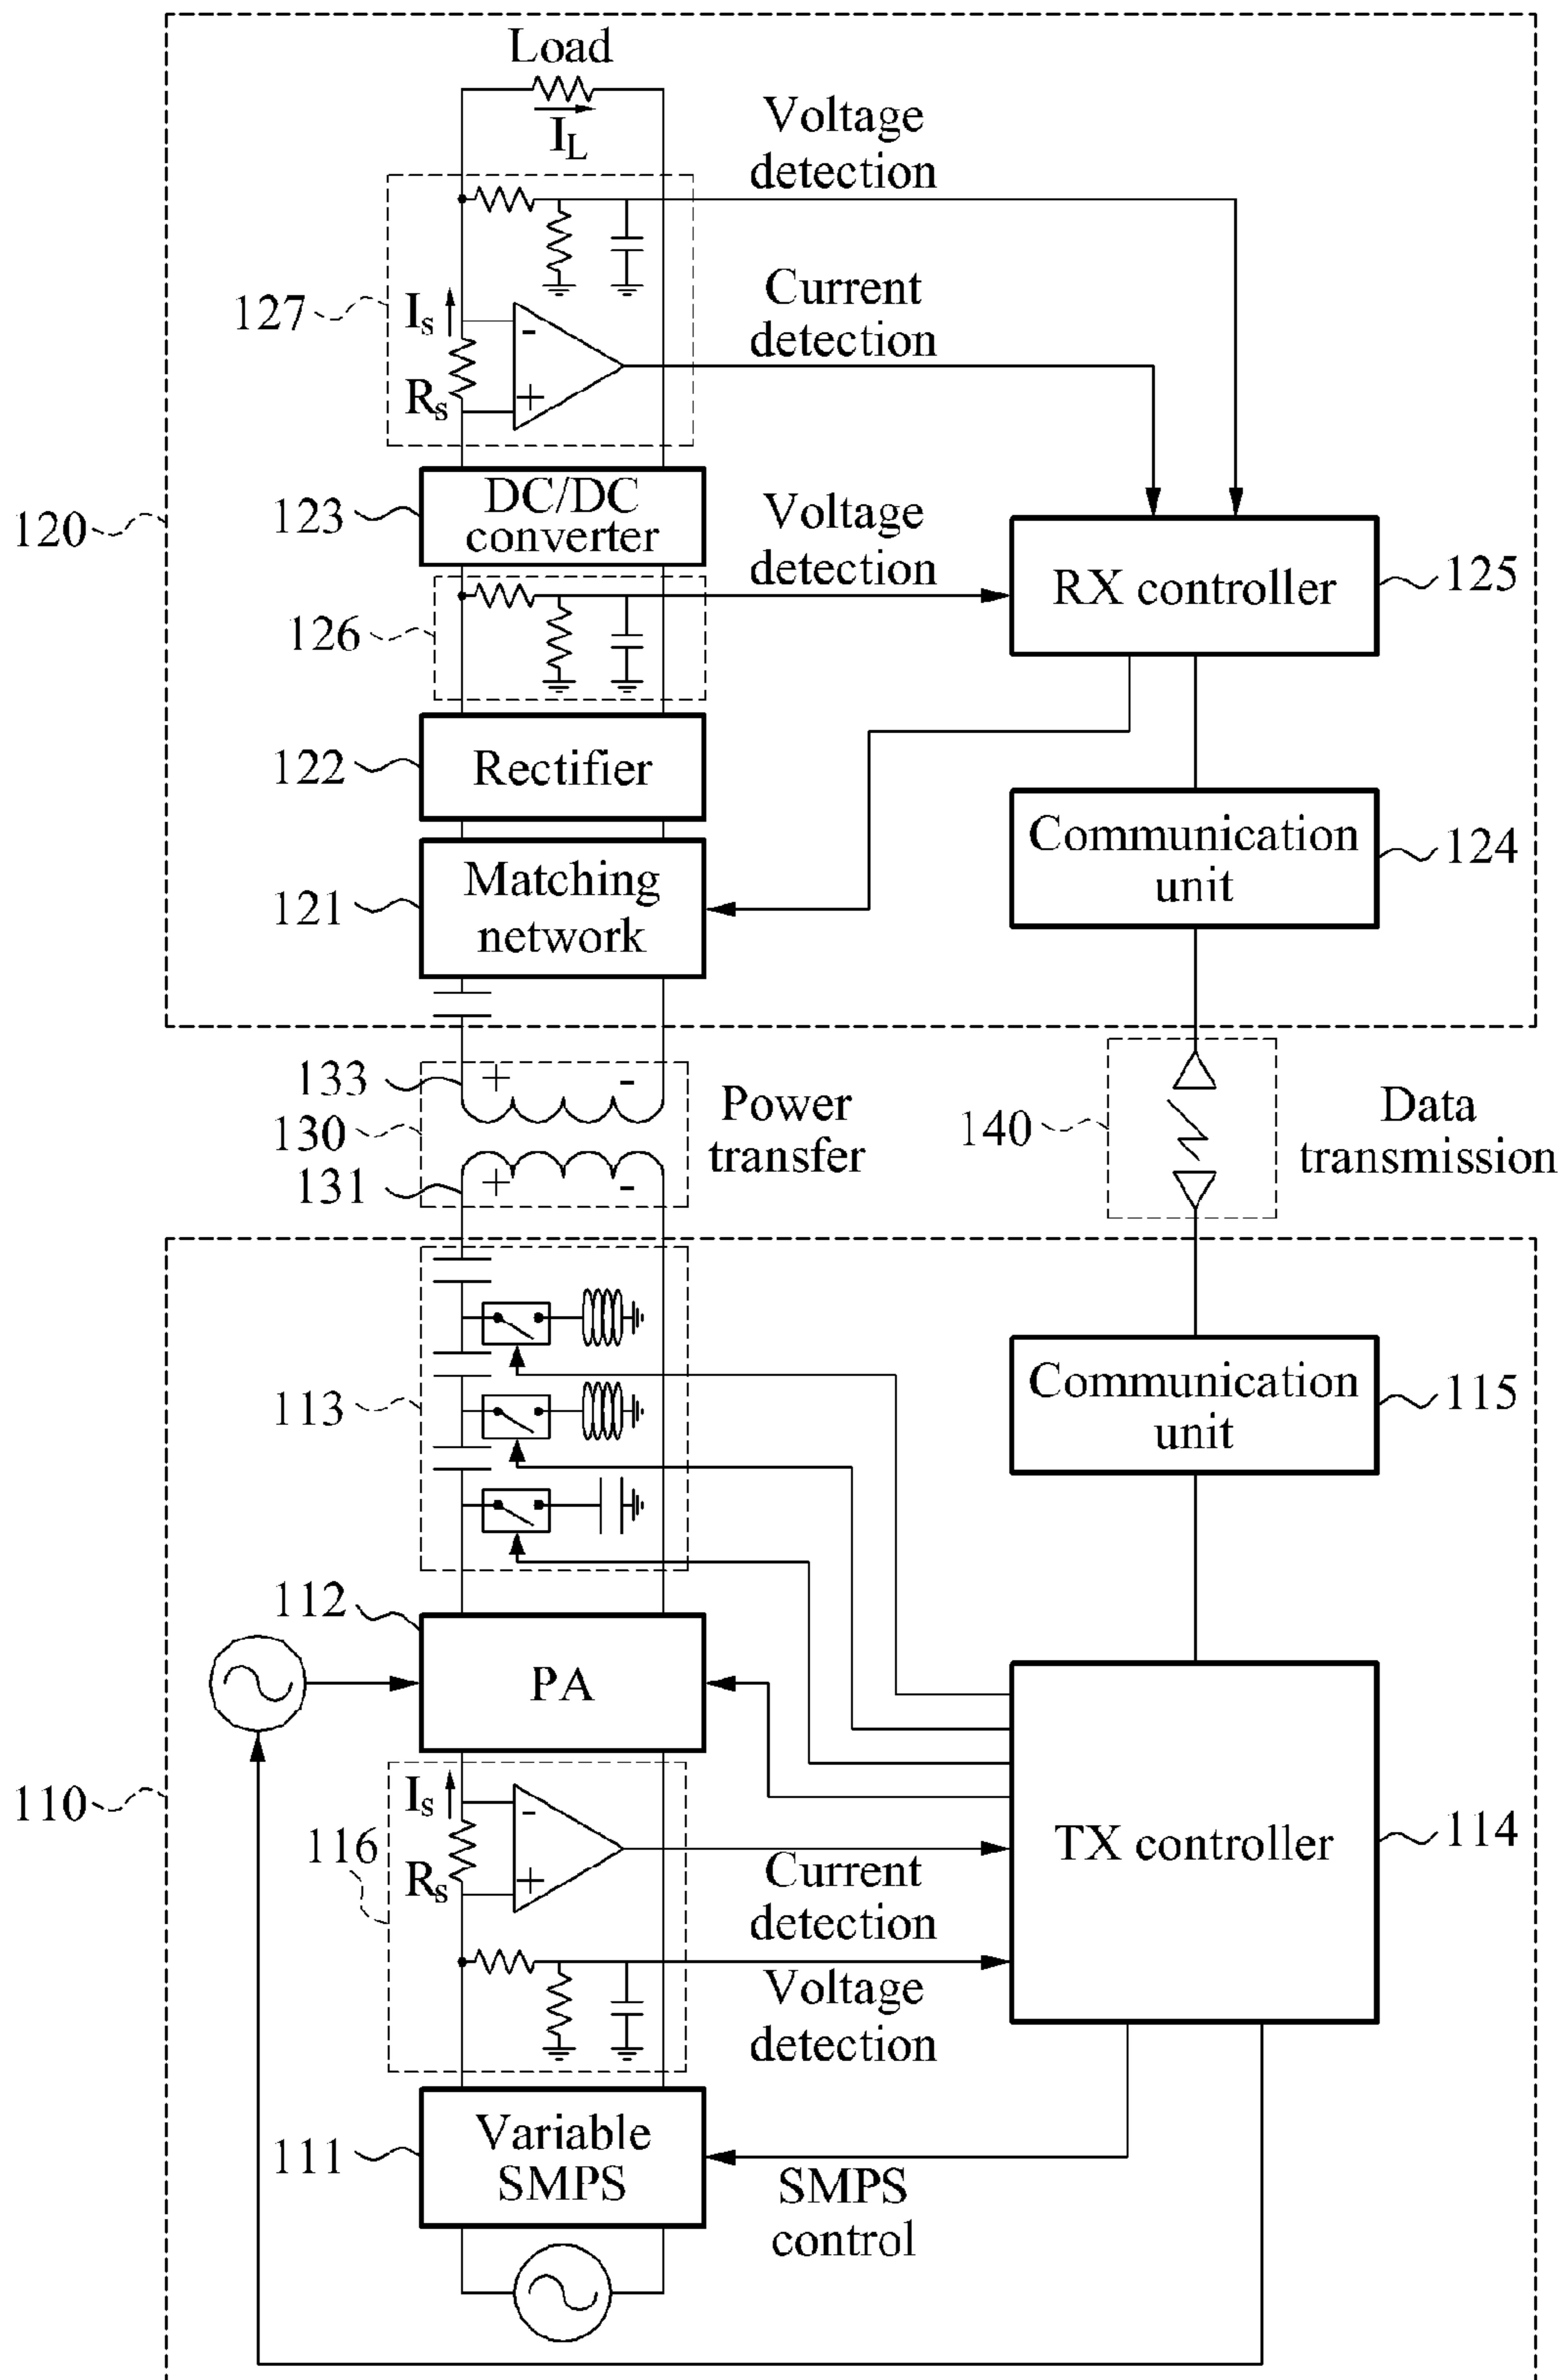 Load
I_L
Voltage
detection
127
I_s
-
+
R_s
Current
detection
120
123
DC/DC
converter
Voltage
detection
RX controller
125
126
122
Rectifier
Communication
unit
124
121
Matching
network
133
+
-
130
Power
transfer
140
Data
transmission
131
+
-
113
Communication
unit
115
112
PA
110
I_s
-
+
R_s
116
TX controller
114
Current
detection
Voltage
detection
111
Variable
SMPS
SMPS
control